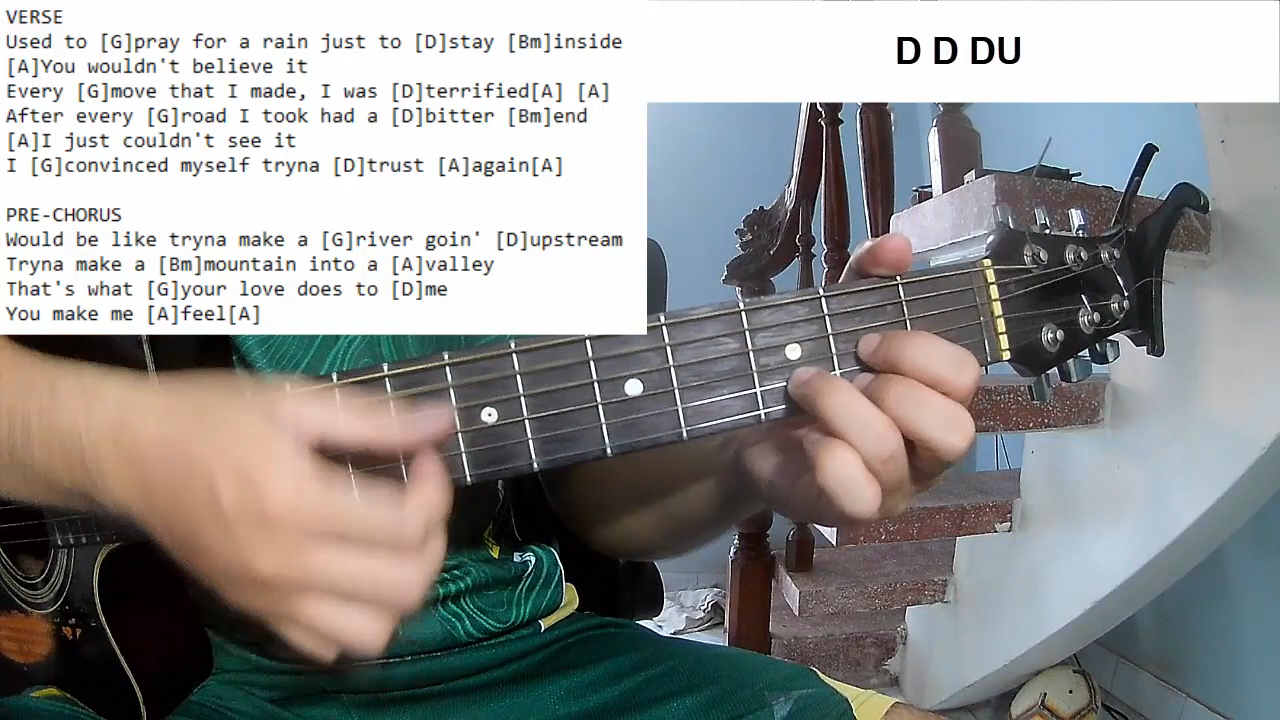 VERSE
Used to [G]pray for a rain just to [D]stay [Bm]inside
[A]You wouldn't believe it
Every [G]move that I made, I was [D]terrified[A] [A]
After every [G]road I took had a [D]bitter [Bm]end
[A]I just couldn't see it
I [G]convinced myself tryna [D]trust [A]again[A]
PRE-CHORUS
Would be like tryna make a [G]river goin' [D]upstream
Tryna make a [Bm]mountain into a [A]valley
That's what [G]your love does to [D]me
You make me [A]feel[A]
D D DU